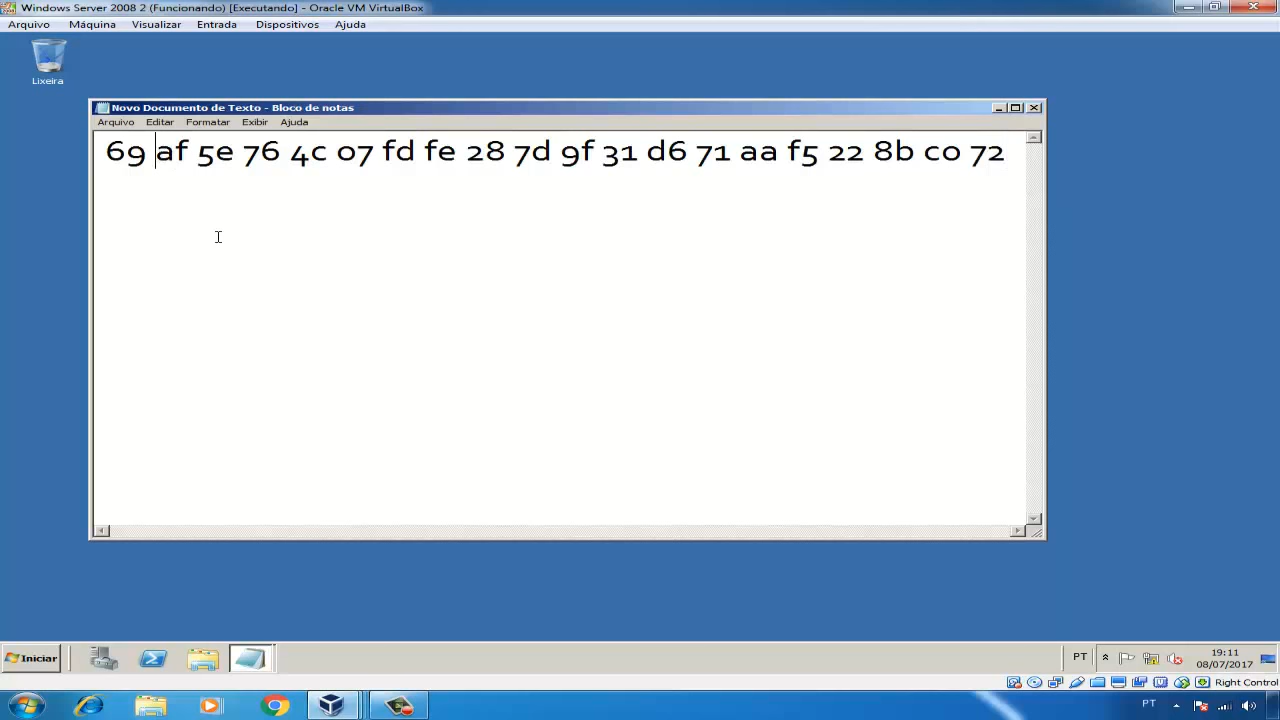 Windows Server 2008 2 (Funcionando) [Executando] - Oracle VM VirtualBox
Arquivo Máquina Visualizar Entrada Dispositivos Ajuda
Lixeira
Novo Documento de Texto - Bloco de notas
Arquivo Editar Formatar Exibir Ajuda
69 af 5e 76 4c 07 fd fe 28 7d 9f 31 d6 71 aa f5 22 8b c0 72
Iniciar
PT
19:11
08/07/2017
Right Control
PT